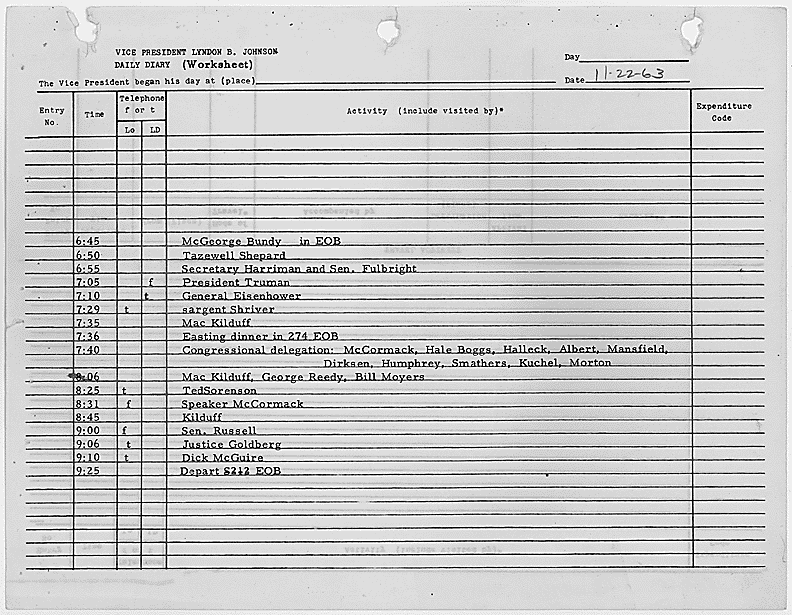 VICE PRESIDENT LYNDON B. JOHNSON
DAILY DIARY (Worksheet)
Day
The Vice President began his day at (place)
Date 11-22-63
Entry No. Time Telephone f or t Lo LD Activity (include visited by)* Expenditure Code
6:45 McGeorge Bundy in EOB
6:50 Tazewell Shepard
6:55 Secretary Harriman and Sen. Fulbright
7:05 f President Truman
7:10 t General Eisenhower
7:29 t sargent Shriver
7:35 Mac Kilduff
7:36 Easting dinner in 274 EOB
7:40 Congressional delegation: McCormack, Hale Boggs, Halleck, Albert, Mansfield,
Dirksen, Humphrey, Smathers, Kuchel, Morton
8:06 Mac Kilduff, George Reedy, Bill Moyers
8:25 t TedSorenson
8:31 f Speaker McCormack
8:45 Kilduff
9:00 f Sen. Russell
9:06 t Justice Goldberg
9:10 t Dick McGuire
9:25 Depart S212 EOB